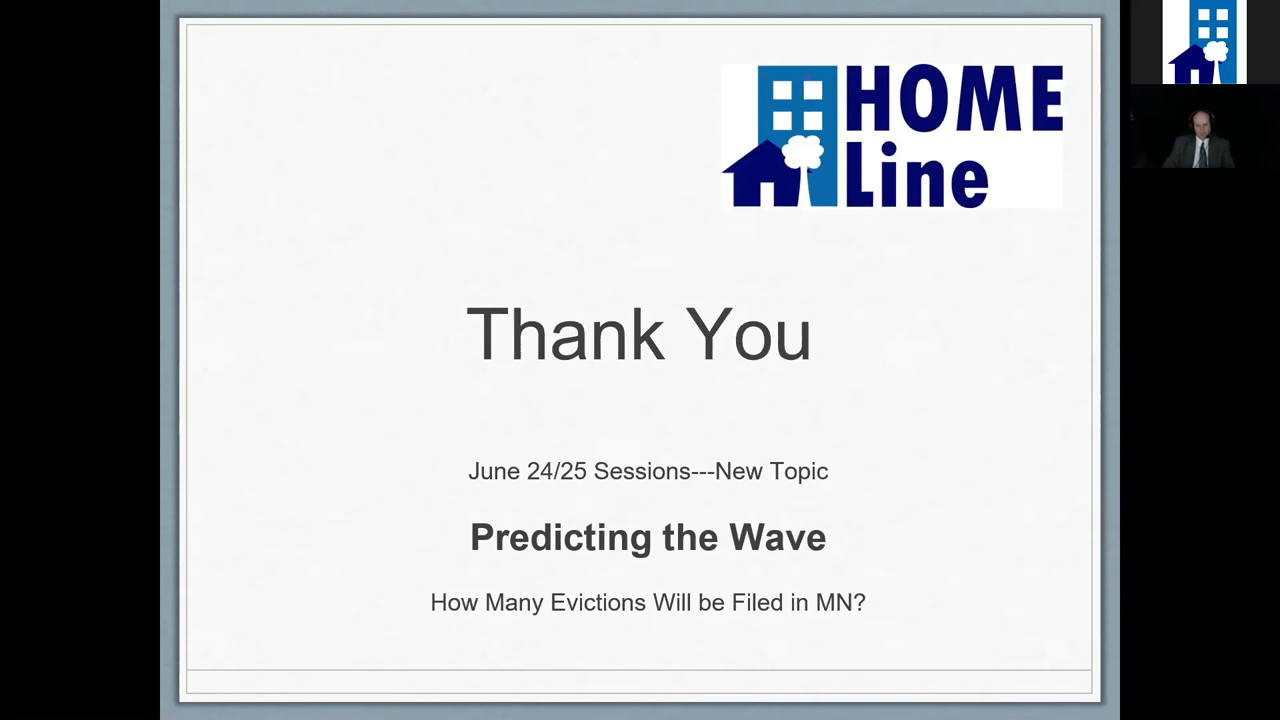 HOME
Line
Thank You
June 24/25 Sessions---New Topic
Predicting the Wave
How Many Evictions Will be Filed in MN?